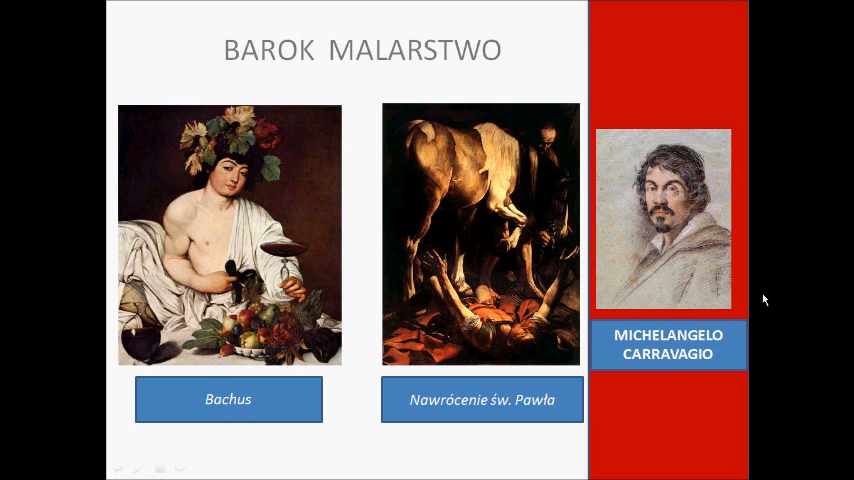 BAROK MALARSTWO
Bachus
Nawrócenie św. Pawła
MICHELANGELO
CARRAVAGIO